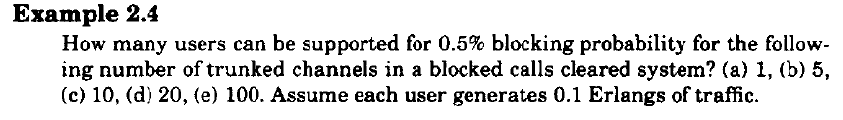 Example 2.4
How many users can be supported for 0.5% blocking probability for the follow-
ing number of trunked channels in a blocked calls cleared system? (a) 1, (b) 5,
(c) 10, (d) 20, (e) 100. Assume each user generates 0.1 Erlangs of traffic.